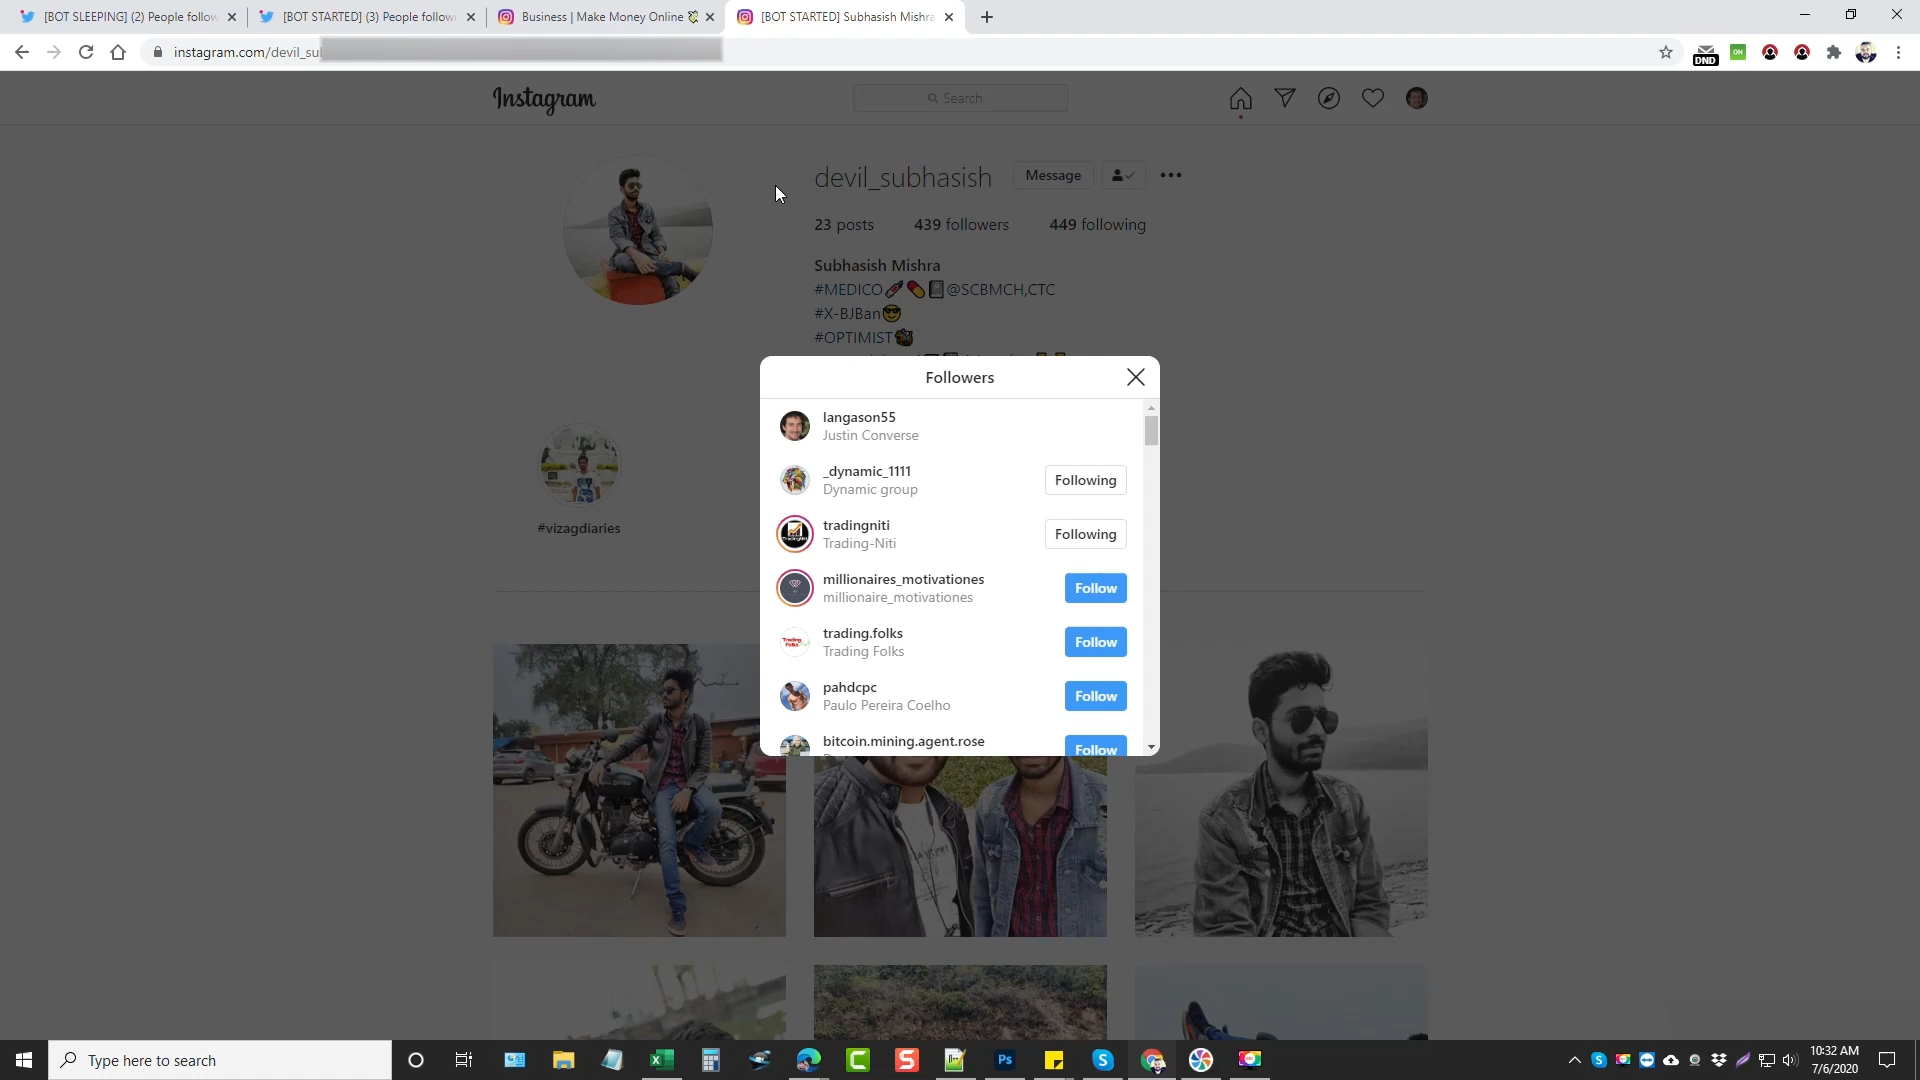 [BOT SLEEPING] (2) People follow
[BOT STARTED] (3) People follow
Business | Make Money Online
[BOT STARTED] Subhasish Mishra
instagram.com/devil_su
ON
DND
Instagram
Search
devil_subhasish
Message
23 posts
439 followers
449 following
Subhasish Mishra
#MEDICO💉💊📓@SCBMCH,CTC
#X-BJBan😎
#OPTIMIST
#vizagdiaries
Followers
langason55
Justin Converse
_dynamic_1111
Dynamic group
Following
tradingniti
Trading-Niti
Following
millionaires_motivationes
millionaire_motivationes
Follow
trading.folks
Trading Folks
Follow
pahdcpc
Paulo Pereira Coelho
Follow
bitcoin.mining.agent.rose
Follow
Type here to search
Ps
10:32 AM
7/6/2020